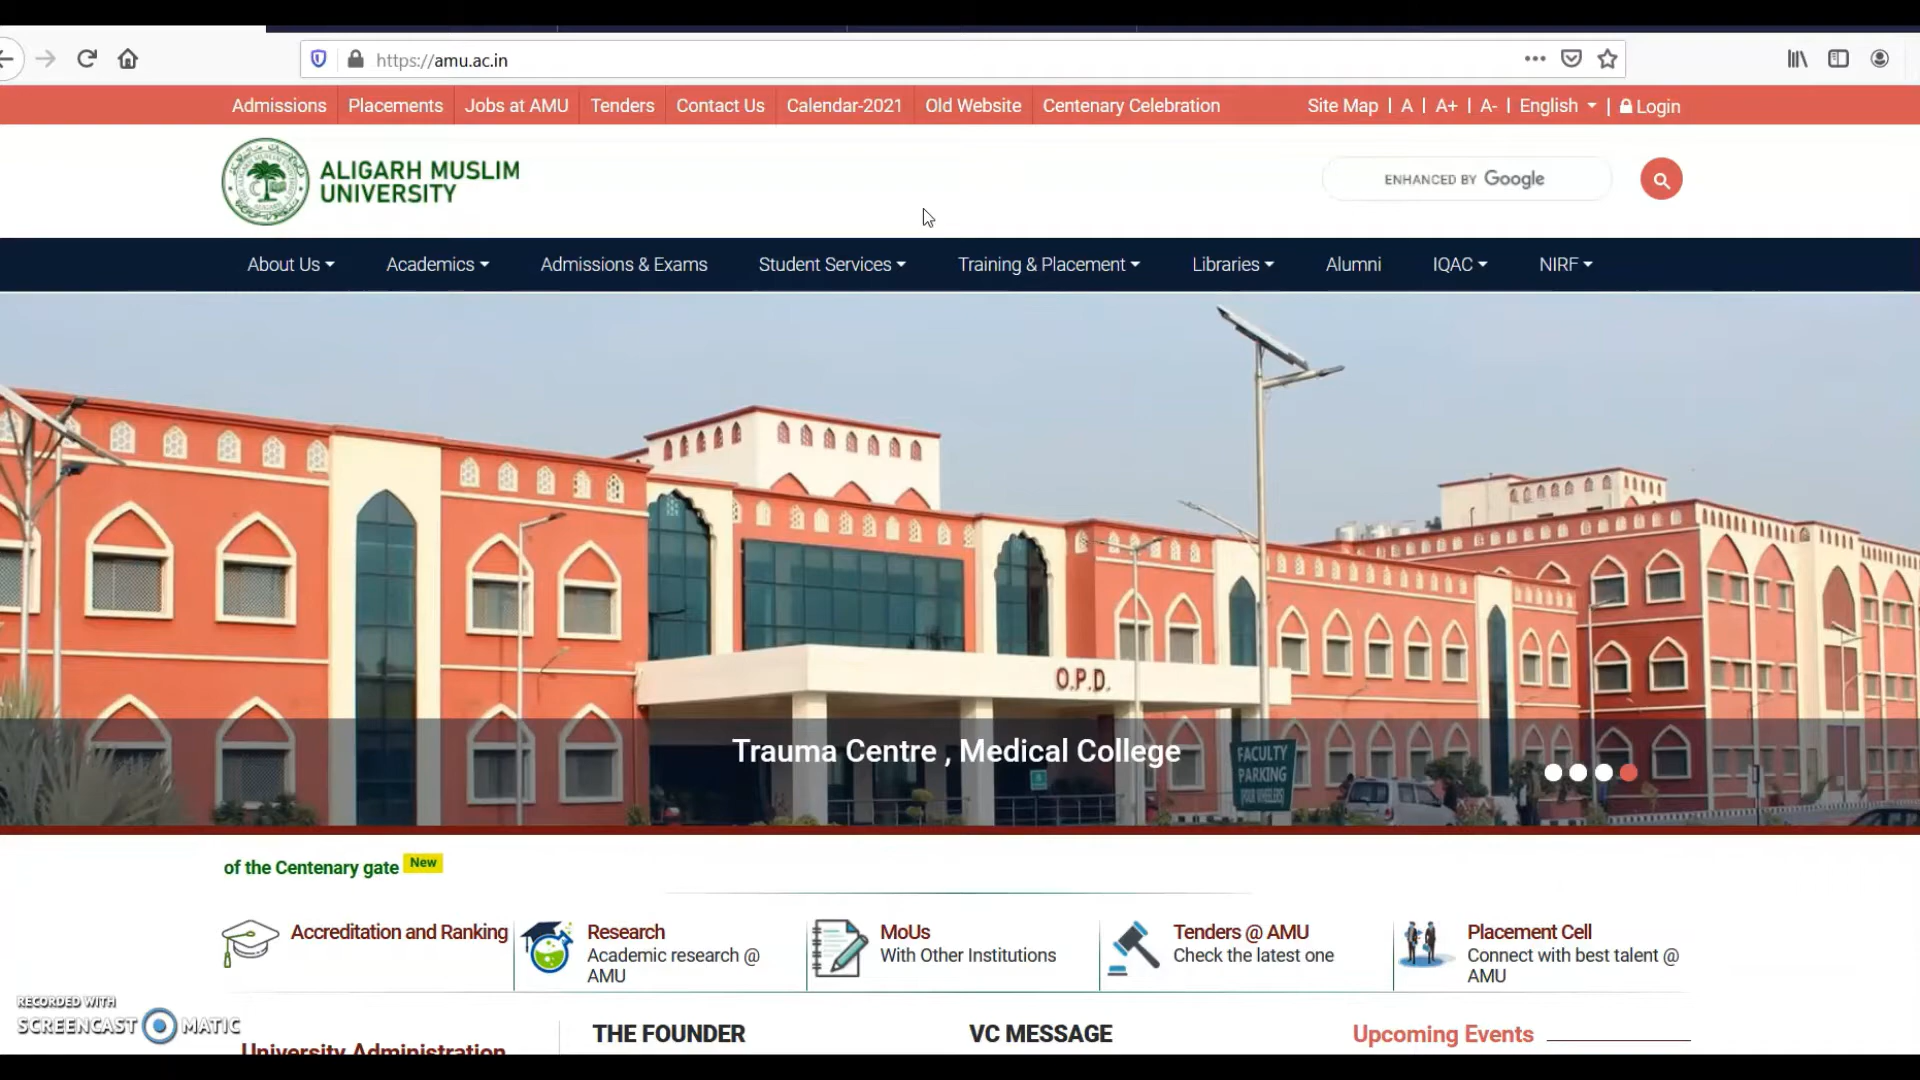 https://amu.ac.in
Admissions Placements Jobs at AMU Tenders Contact Us Calendar-2021 Old Website Centenary Celebration Site Map | A | A+ | A- | English | Login
ALIGARH MUSLIM
UNIVERSITY
ENHANCED BY Google
About Us Academics Admissions & Exams Student Services Training & Placement Libraries Alumni IQAC NIRF
O.P.D.
Trauma Centre , Medical College
FACULTY
PARKING
of the Centenary gate New
Accreditation and Ranking
Research
Academic research @
AMU
MoUs
With Other Institutions
Tenders @ AMU
Check the latest one
Placement Cell
Connect with best talent @
AMU
RECORDED WITH
SCREENCAST MATIC
University Administration
THE FOUNDER
VC MESSAGE
Upcoming Events